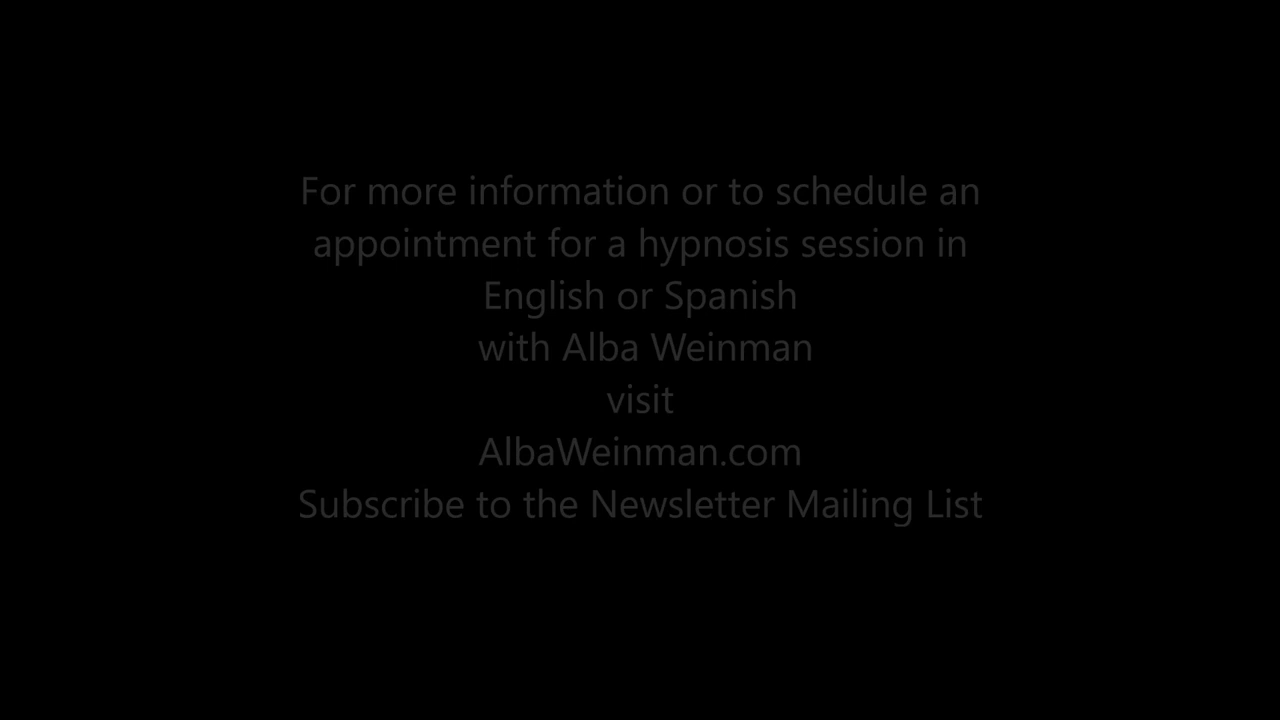 For more information or to schedule an
appointment for a hypnosis session in
English or Spanish
with Alba Weinman
visit
AlbaWeinman.com
Subscribe to the Newsletter Mailing List